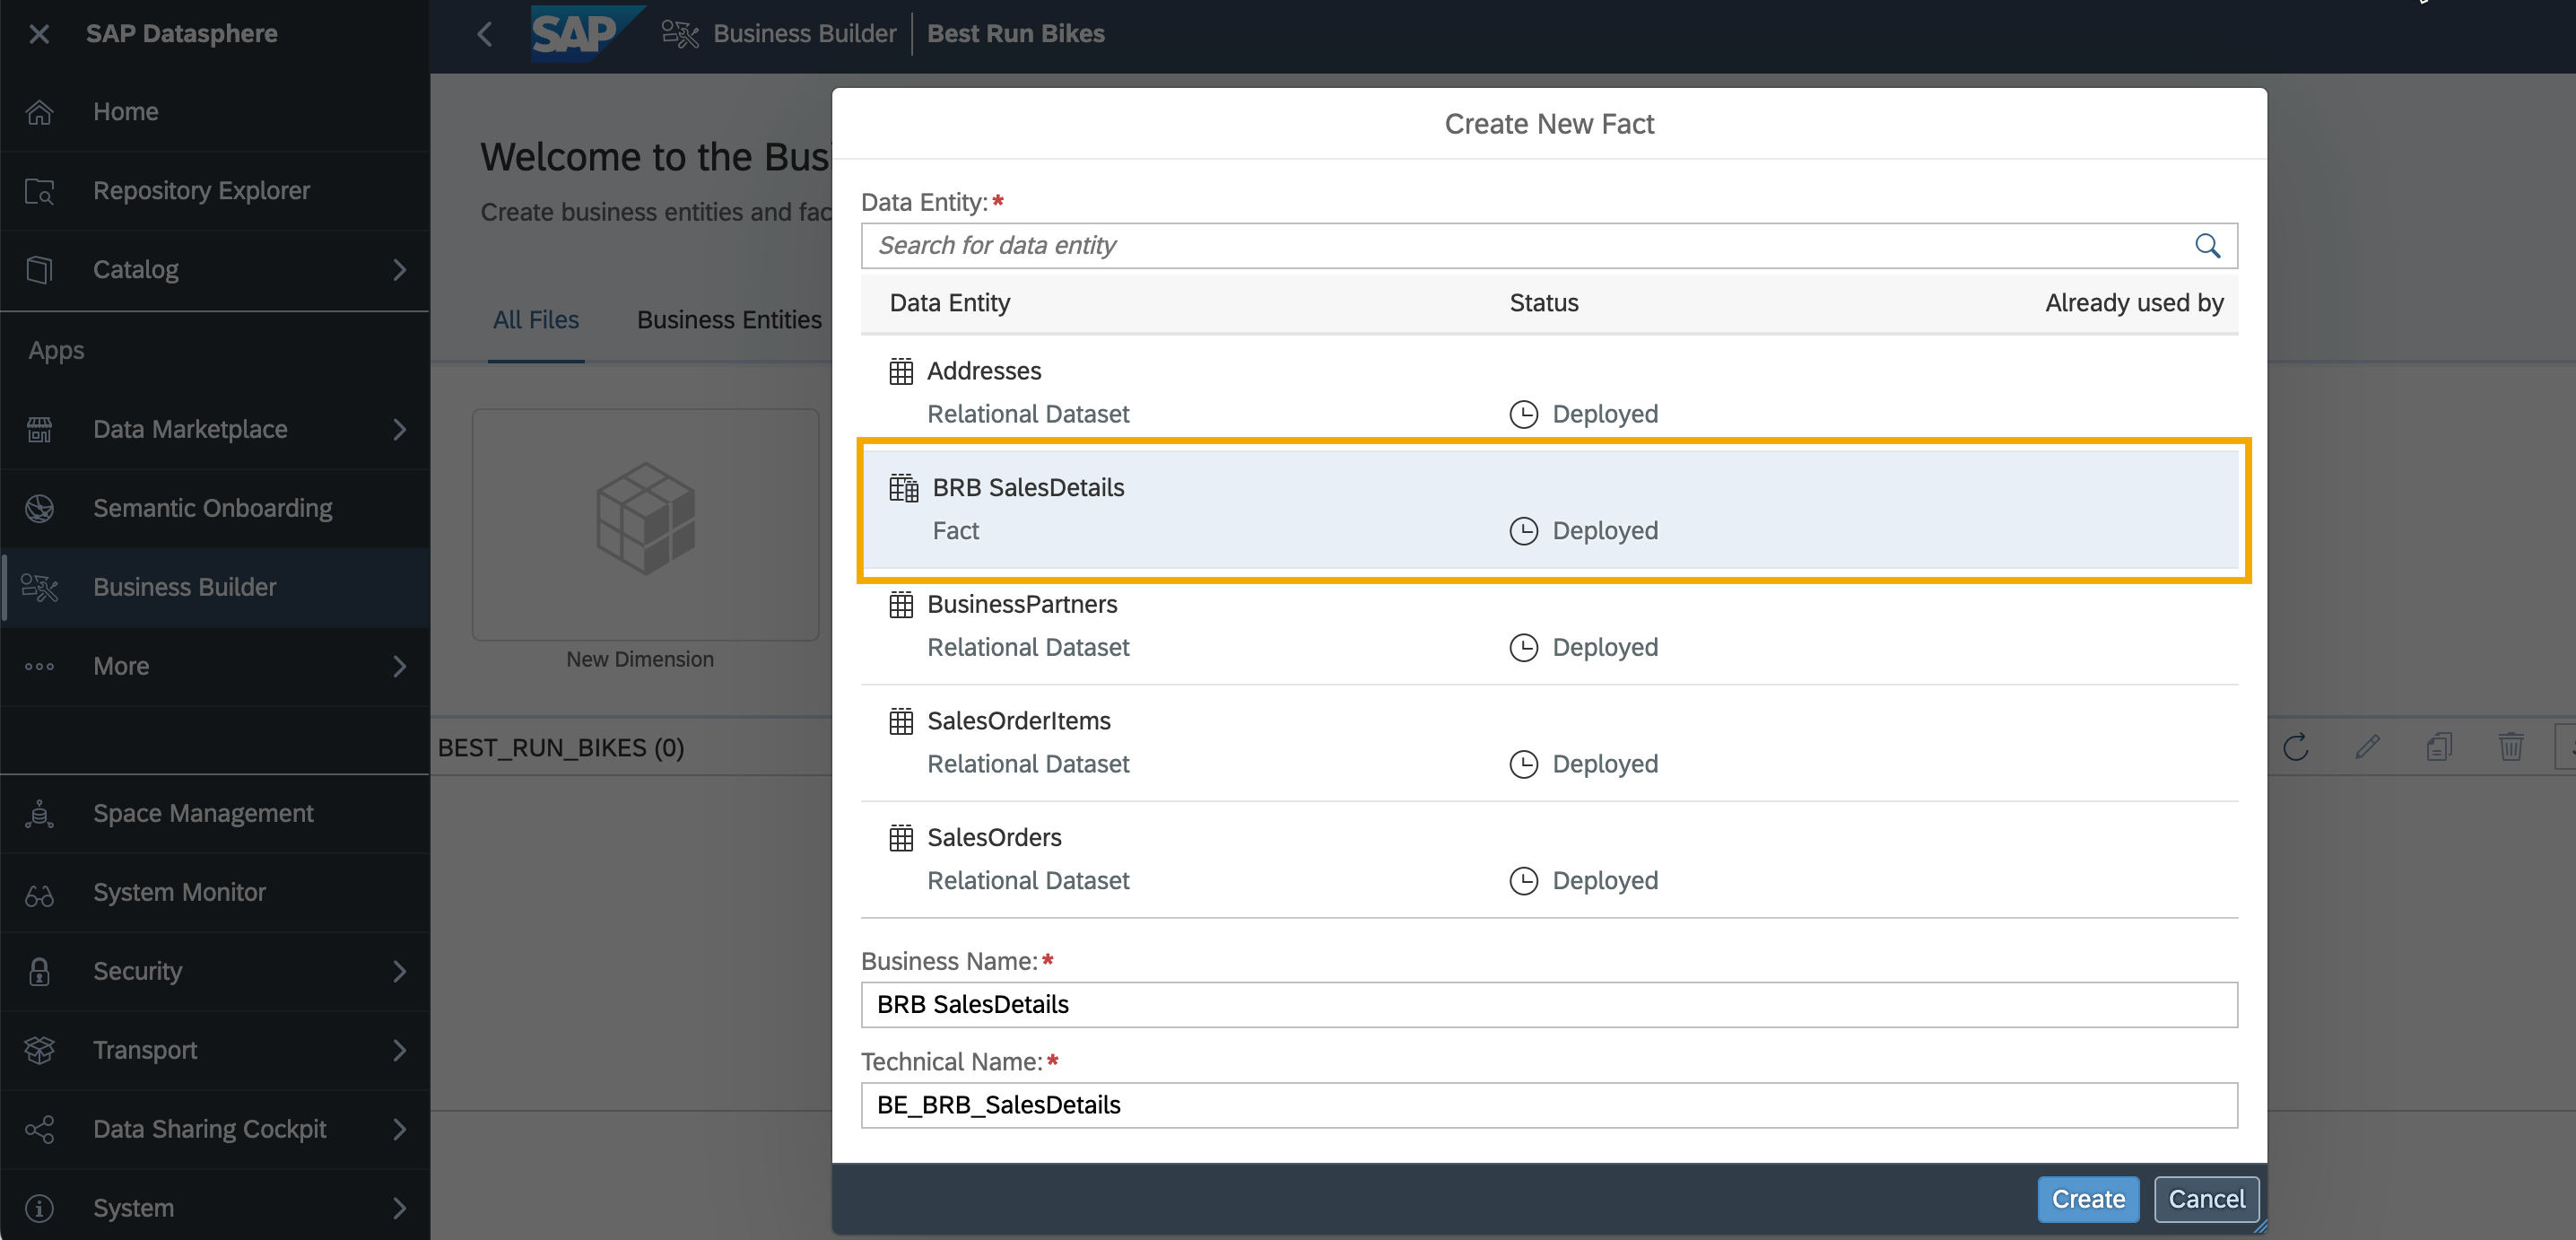 SAP Datasphere
Home
Repository Explorer
Catalog
Apps
Data Marketplace
Semantic Onboarding
Business Builder
More
Space Management
System Monitor
Security
Transport
Data Sharing Cockpit
System
SAP Business Builder Best Run Bikes
Welcome to the Busi
Create business entities and fac
All Files Business Entities
New Dimension
BEST_RUN_BIKES (0)
Create New Fact
Data Entity:*
Search for data entity
Data Entity Status Already used by
Addresses
Relational Dataset Deployed
BRB SalesDetails
Fact Deployed
BusinessPartners
Relational Dataset Deployed
SalesOrderItems
Relational Dataset Deployed
SalesOrders
Relational Dataset Deployed
Business Name:*
BRB SalesDetails
Technical Name:*
BE_BRB_SalesDetails
Create Cancel